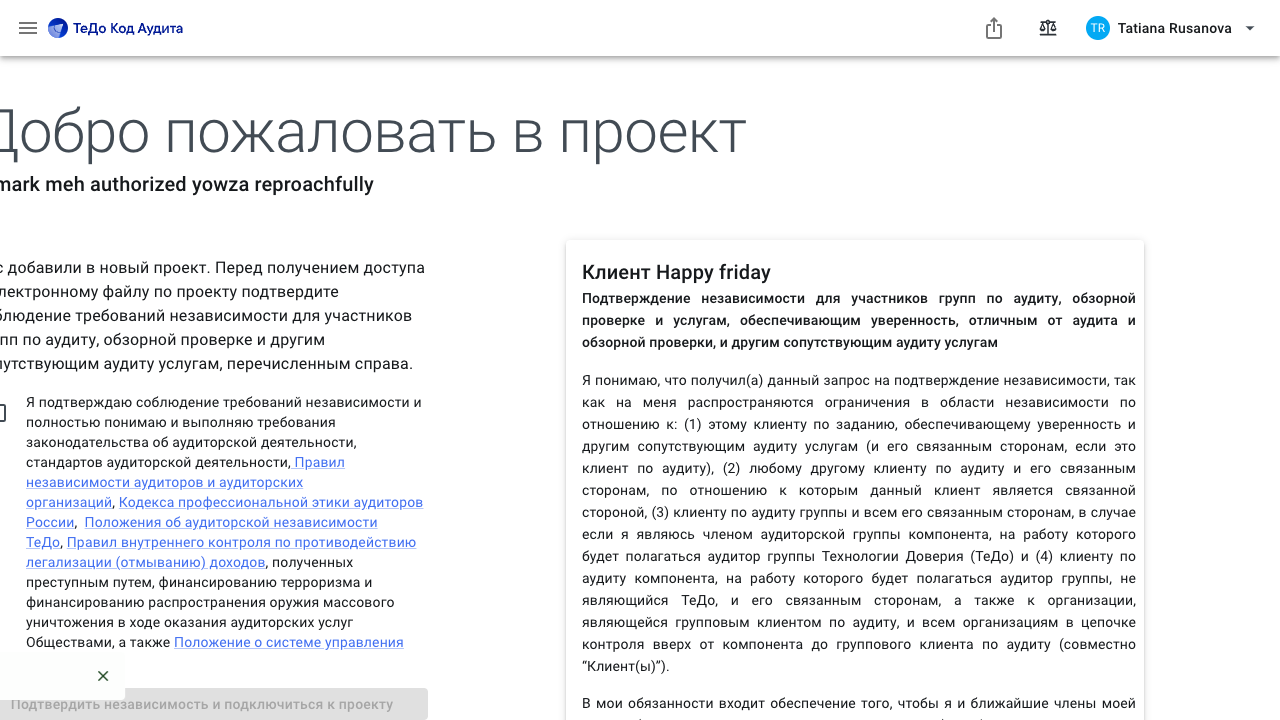 ТеДо Код Аудита
TR Tatiana Rusanova
Добро пожаловать в проект
mark meh authorized yowza reproachfully
добавили в новый проект. Перед получением доступа
электронному файлу по проекту подтвердите
соблюдение требований независимости для участников
групп по аудиту, обзорной проверке и другим
сопутствующим аудиту услугам, перечисленным справа.
Я подтверждаю соблюдение требований независимости и
полностью понимаю и выполняю требования
законодательства об аудиторской деятельности,
стандартов аудиторской деятельности, Правил
независимости аудиторов и аудиторских
организаций, Кодекса профессиональной этики аудиторов
России, Положения об аудиторской независимости
ТеДо, Правил внутреннего контроля по противодействию
легализации (отмыванию) доходов, полученных
преступным путем, финансированию терроризма и
финансированию распространения оружия массового
уничтожения в ходе оказания аудиторских услуг
Обществами, а также Положение о системе управления
Подтвердить независимость и подключиться к проекту
Клиент Happy friday
Подтверждение независимости для участников групп по аудиту, обзорной
проверке и услугам, обеспечивающим уверенность, отличным от аудита и
обзорной проверки, и другим сопутствующим аудиту услугам
Я понимаю, что получил(а) данный запрос на подтверждение независимости, так
как на меня распространяются ограничения в области независимости по
отношению к: (1) этому клиенту по заданию, обеспечивающему уверенность и
другим сопутствующим аудиту услугам (и его связанным сторонам, если это
клиент по аудиту), (2) любому другому клиенту по аудиту и его связанным
сторонам, по отношению к которым данный клиент является связанной
стороной, (3) клиенту по аудиту группы и всем его связанным сторонам, в случае
если я являюсь членом аудиторской группы компонента, на работу которого
будет полагаться аудитор группы Технологии Доверия (ТеДо) и (4) клиенту по
аудиту компонента, на работу которого будет полагаться аудитор группы, не
являющийся ТеДо, и его связанным сторонам, а также к организации,
являющейся групповым клиентом по аудиту, и всем организациям в цепочке
контроля вверх от компонента до группового клиента по аудиту (совместно
“Клиент(ы)”).
В мои обязанности входит обеспечение того, чтобы я и ближайшие члены моей